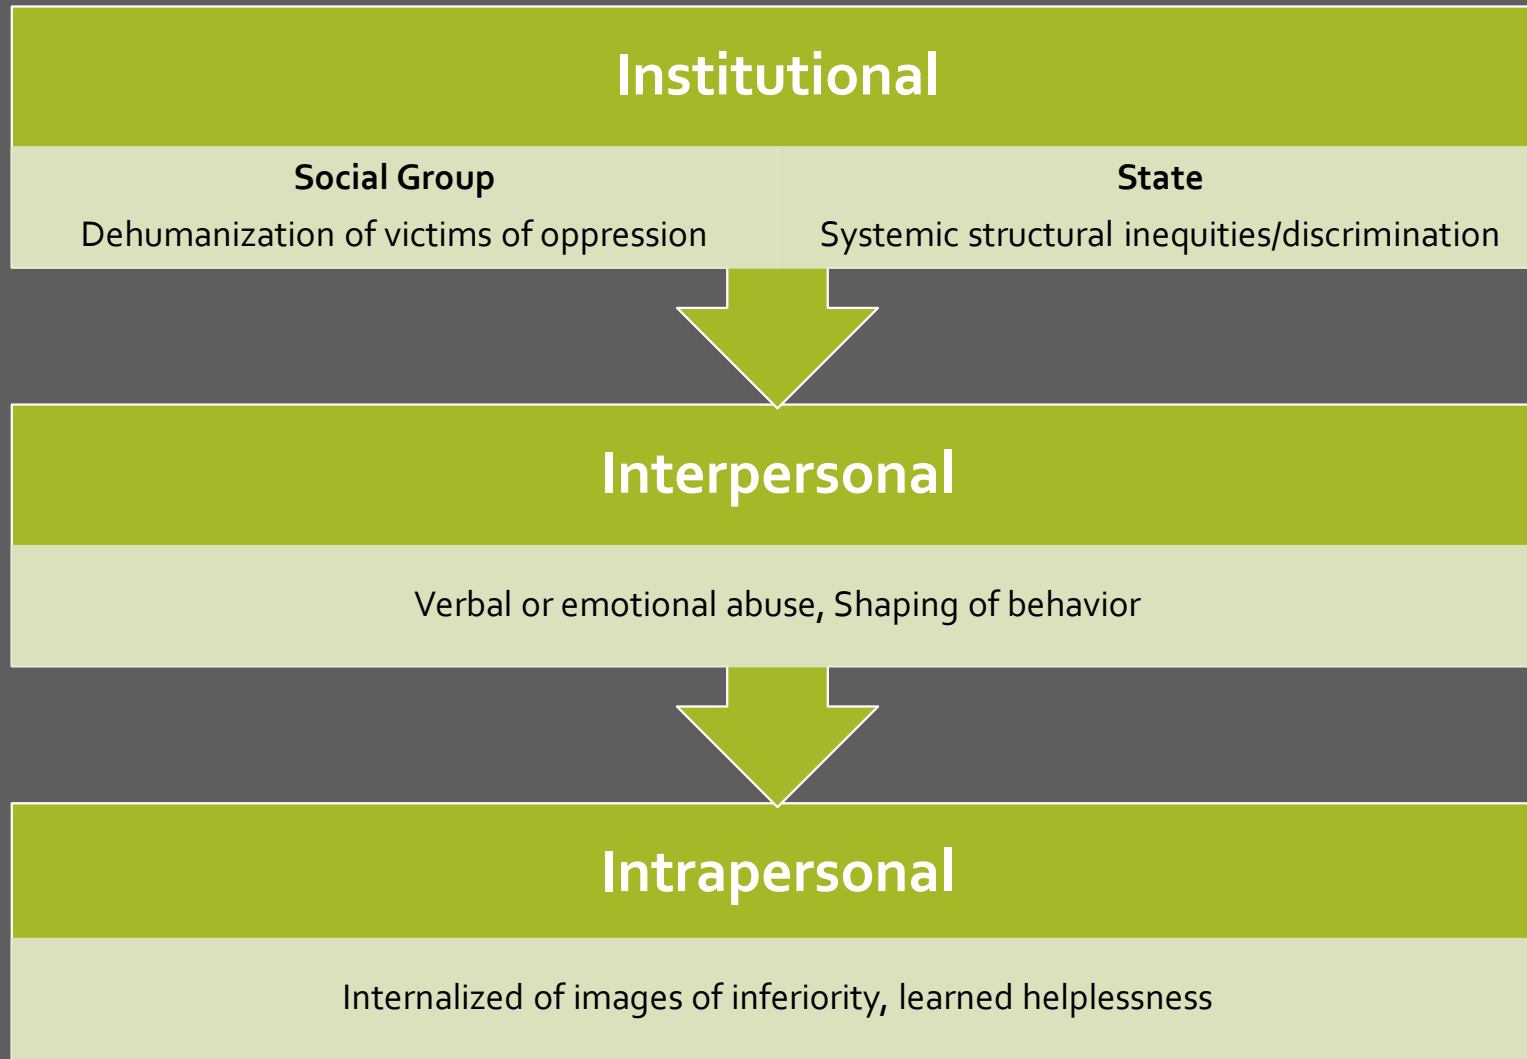 Institutional
Social Group
Dehumanization of victims of oppression
State
Systemic structural inequities/discrimination
Interpersonal
Verbal or emotional abuse, Shaping of behavior
Intrapersonal
Internalized of images of inferiority, learned helplessness